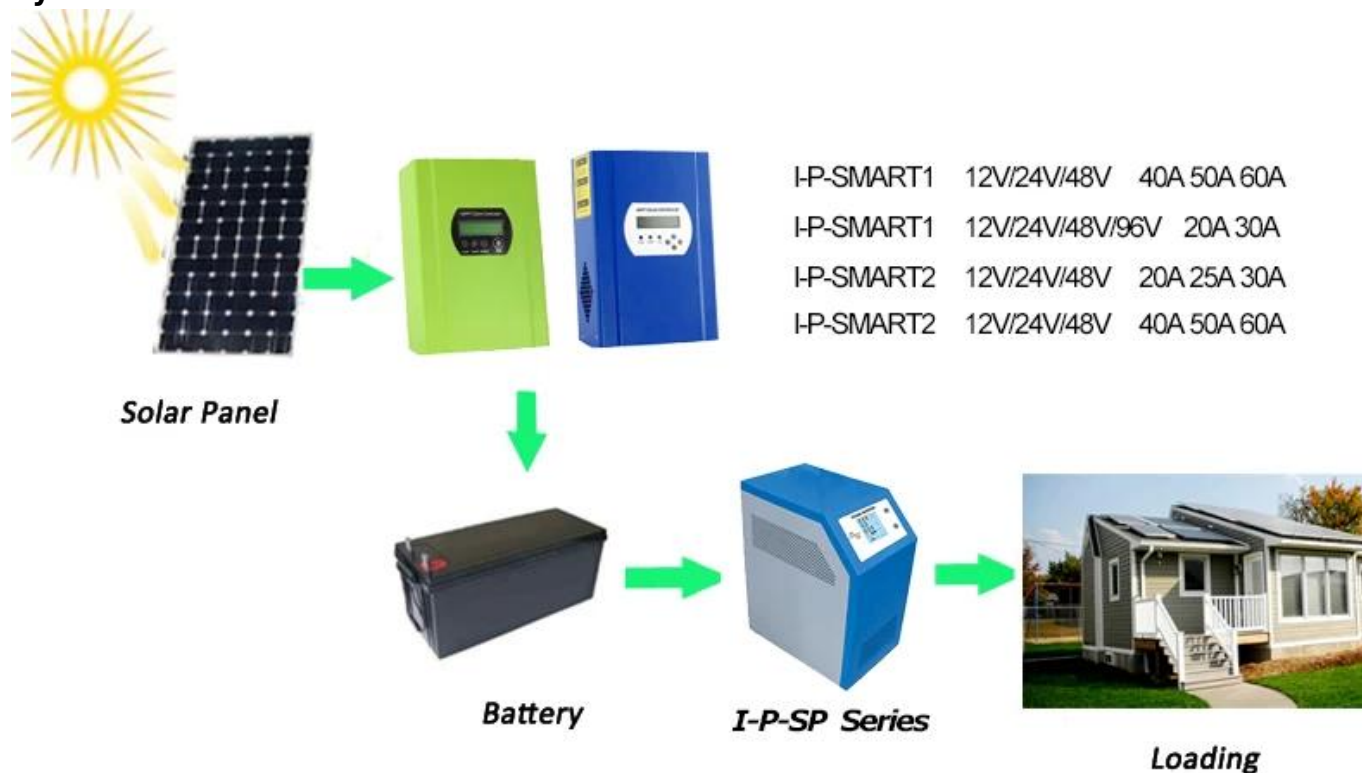 I-P-SMART1 12V/24V/48V 40A 50A 60A
I-P-SMART1 12V/24V/48V/96V 20A 30A
I-P-SMART2 12V/24V/48V 20A 25A 30A
I-P-SMART2 12V/24V/48V 40A 50A 60A
Solar Panel
Battery
I-P-SP Series
Loading